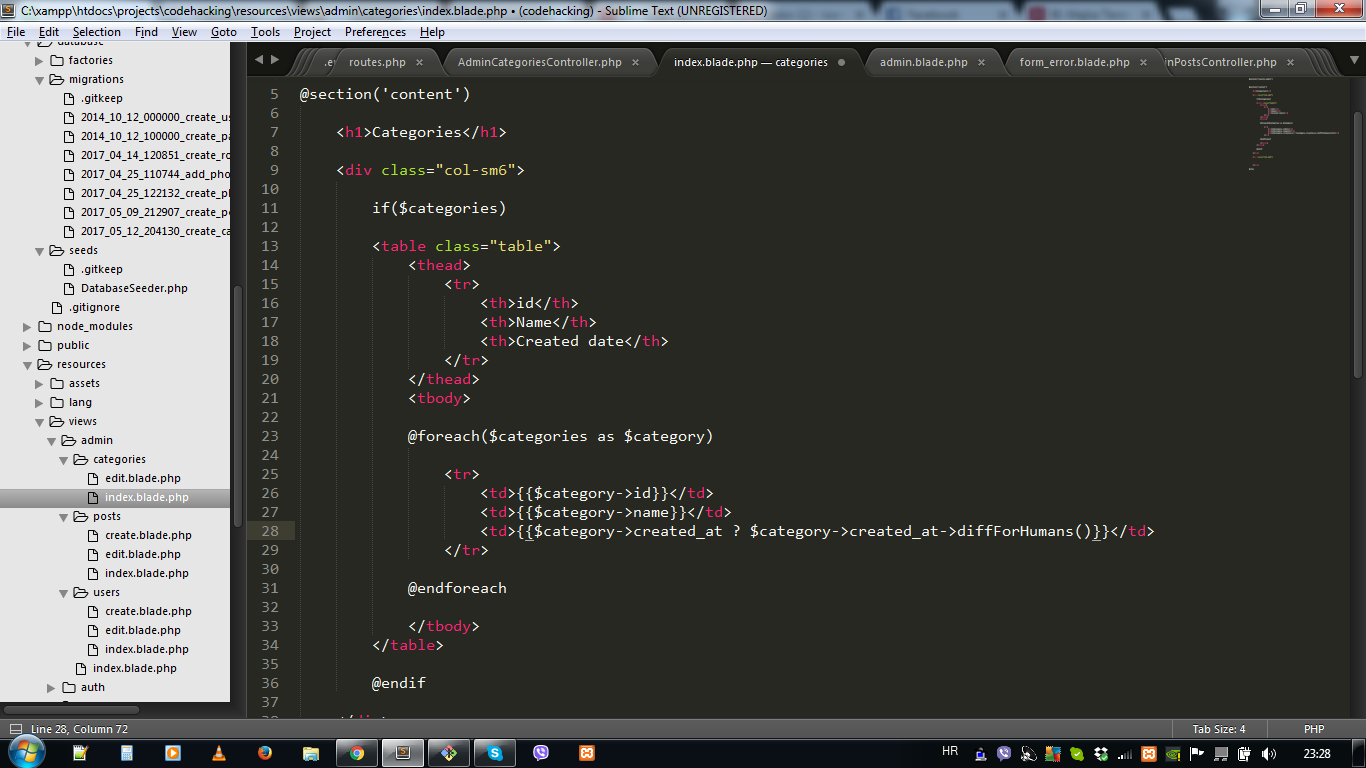 C:\xampp\htdocs\projects\codehacking\resources\views\admin\categories\index.blade.php • (codehacking) - Sublime Text (UNREGISTERED)
File Edit Selection Find View Goto Tools Project Preferences Help
database
factories
migrations
.gitkeep
2014_10_12_000000_create_us
2014_10_12_100000_create_pa
2017_04_14_120851_create_ro
2017_04_25_110744_add_pho
2017_04_25_122132_create_pl
2017_05_09_212907_create_po
2017_05_12_204130_create_ca
seeds
.gitkeep
DatabaseSeeder.php
.gitignore
node_modules
public
resources
assets
lang
views
admin
categories
edit.blade.php
index.blade.php
posts
create.blade.php
edit.blade.php
index.blade.php
users
create.blade.php
edit.blade.php
index.blade.php
index.blade.php
auth
.e routes.php × AdminCategoriesController.php × index.blade.php — categories • admin.blade.php × form_error.blade.php × inPostsController.php ×
5 @section('content')
6
7 <h1>Categories</h1>
8
9 <div class="col-sm6">
10
11 if($categories)
12
13 <table class="table">
14 <thead>
15 <tr>
16 <th>id</th>
17 <th>Name</th>
18 <th>Created date</th>
19 </tr>
20 </thead>
21 <tbody>
22
23 @foreach($categories as $category)
24
25 <tr>
26 <td>{{$category->id}}</td>
27 <td>{{$category->name}}</td>
28 <td>{{$category->created_at ? $category->created_at->diffForHumans()}}</td>
29 </tr>
30
31 @endforeach
32
33 </tbody>
34 </table>
35
36 @endif
37
38 </div>
Line 28, Column 72 Tab Size: 4 PHP
HR 23:28